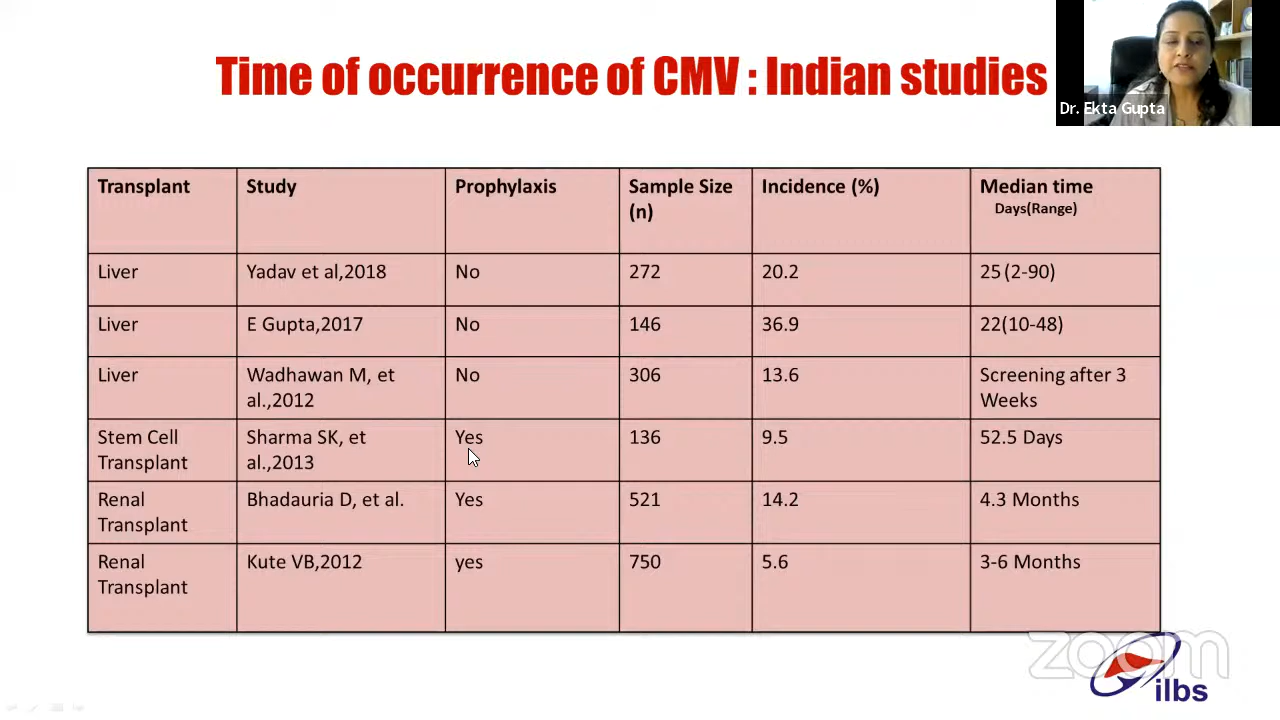 Time of occurrence of CMV : Indian studies
Dr. Ekta Gupta
Transplant Study Prophylaxis Sample Size (n) Incidence (%) Median time Days(Range)
Liver Yadav et al,2018 No 272 20.2 25 (2-90)
Liver E Gupta,2017 No 146 36.9 22(10-48)
Liver Wadhawan M, et al.,2012 No 306 13.6 Screening after 3 Weeks
Stem Cell Transplant Sharma SK, et al.,2013 Yes 136 9.5 52.5 Days
Renal Transplant Bhadauria D, et al. Yes 521 14.2 4.3 Months
Renal Transplant Kute VB,2012 yes 750 5.6 3-6 Months
zoom
ilbs